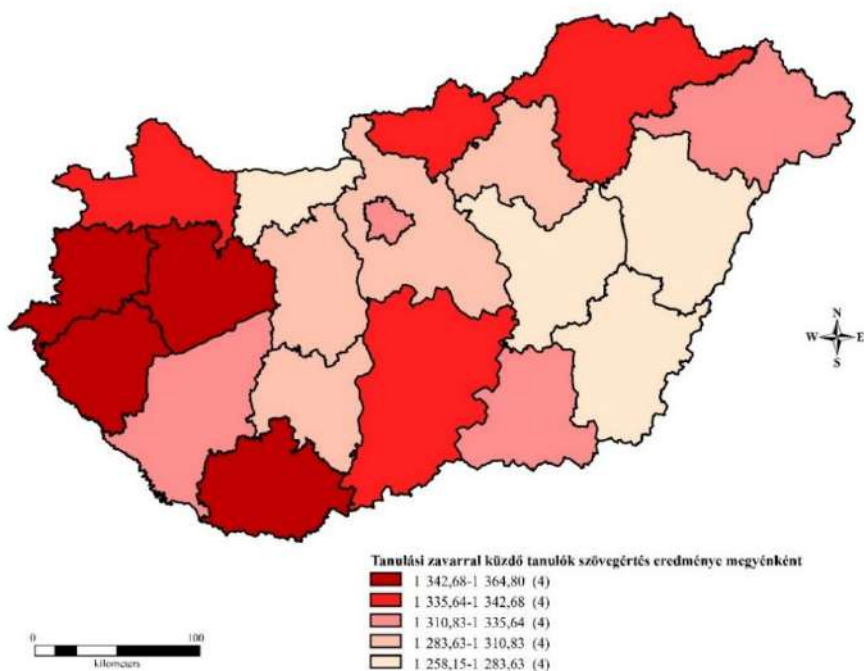 N
W E
S
Tanulási zavarral küzdő tanulók szövegértés eredménye megyénként
1 342,68-1 364,80 (4)
1 335,64-1 342,68 (4)
1 310,83-1 335,64 (4)
1 283,63-1 310,83 (4)
1 258,15-1 283,63 (4)
0 100
kilometers